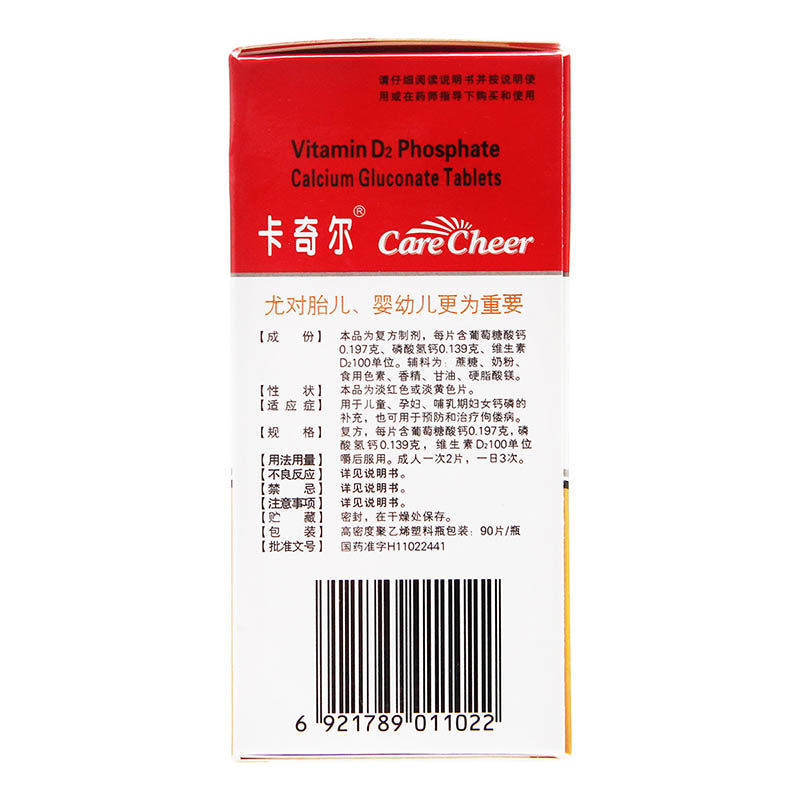 请仔细阅读说明书并按说明使
用或在药师指导下购买和使用
Vitamin D₂ Phosphate
Calcium Gluconate Tablets
卡奇尔® Care Cheer
尤对胎儿、婴幼儿更为重要
【成 份】 本品为复方制剂，每片含葡萄糖酸钙
0.197克、磷酸氢钙0.139克、维生素
D₂100单位。辅料为：蔗糖、奶粉、
食用色素、香精、甘油、硬脂酸镁。
【性 状】 本品为淡红色或淡黄色片。
【适应症】 用于儿童、孕妇、哺乳期妇女钙磷的
补充，也可用于预防和治疗佝偻病。
【规 格】 复方，每片含葡萄糖酸钙0.197克，磷
酸氢钙0.139克，维生素D₂100单位
【用法用量】 嚼后服用。成人一次2片，一日3次。
【不良反应】 详见说明书。
【禁 忌】 详见说明书。
【注意事项】 详见说明书。
【贮 藏】 密封，在干燥处保存。
【包 装】 高密度聚乙烯塑料瓶包装：90片/瓶
【批准文号】 国药准字H11022441
6 921789 011022